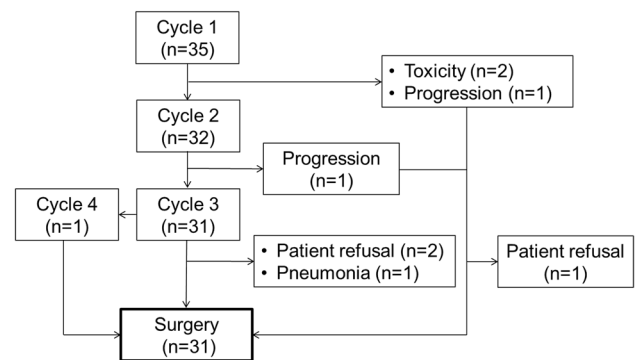 Cycle 1
(n=35)
• Toxicity (n=2)
• Progression (n=1)
Cycle 2
(n=32)
Progression
(n=1)
Cycle 4
(n=1)
Cycle 3
(n=31)
• Patient refusal (n=2)
• Pneumonia (n=1)
Patient refusal
(n=1)
Surgery
(n=31)